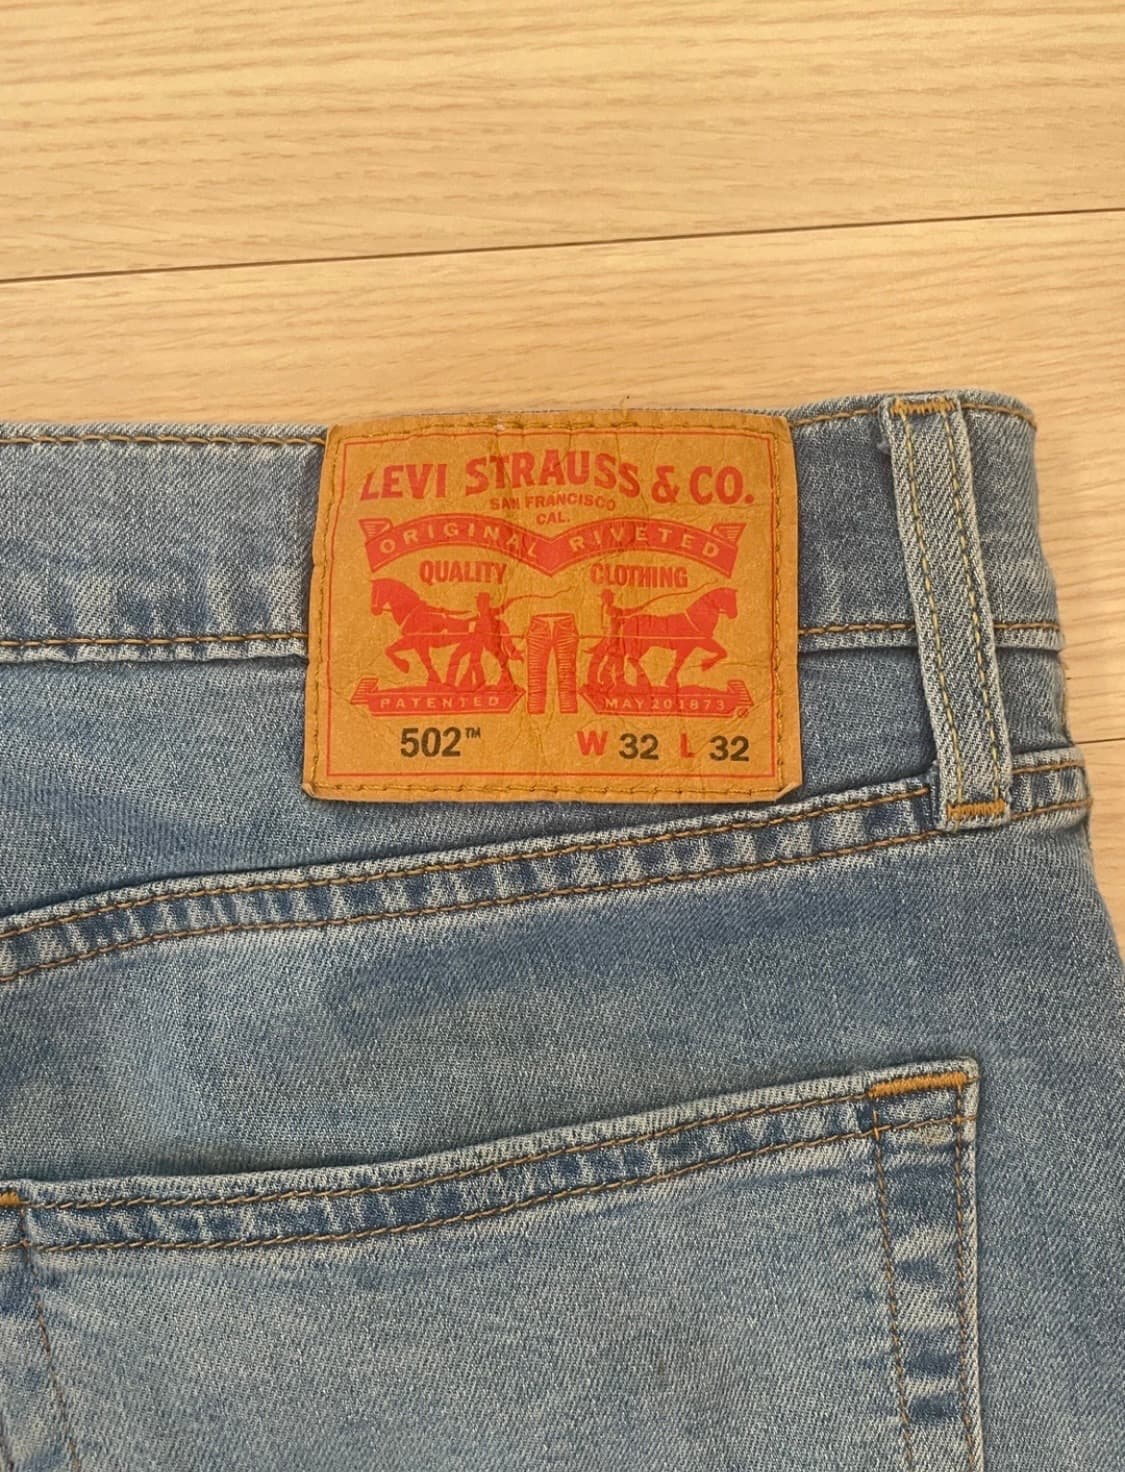 LEVI STRAUSS & CO.
SAN FRANCISCO
CAL.
ORIGINAL RIVETED
QUALITY CLOTHING
PATENTED MAY 20 1873 ®
502™ W 32 L 32